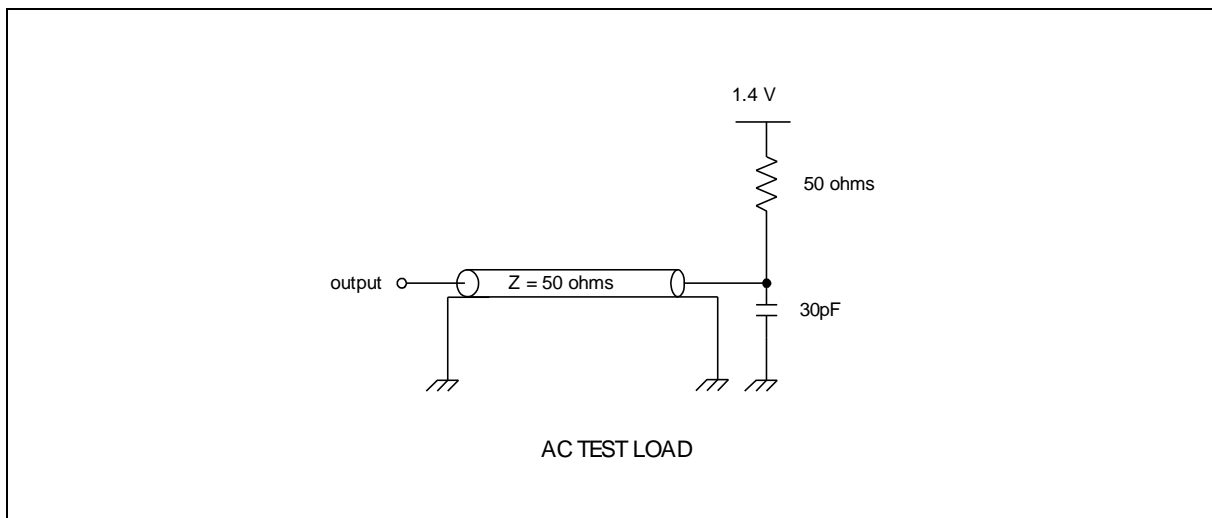 1.4 V
50 ohms
output
Z = 50 ohms
30pF
AC TEST LOAD